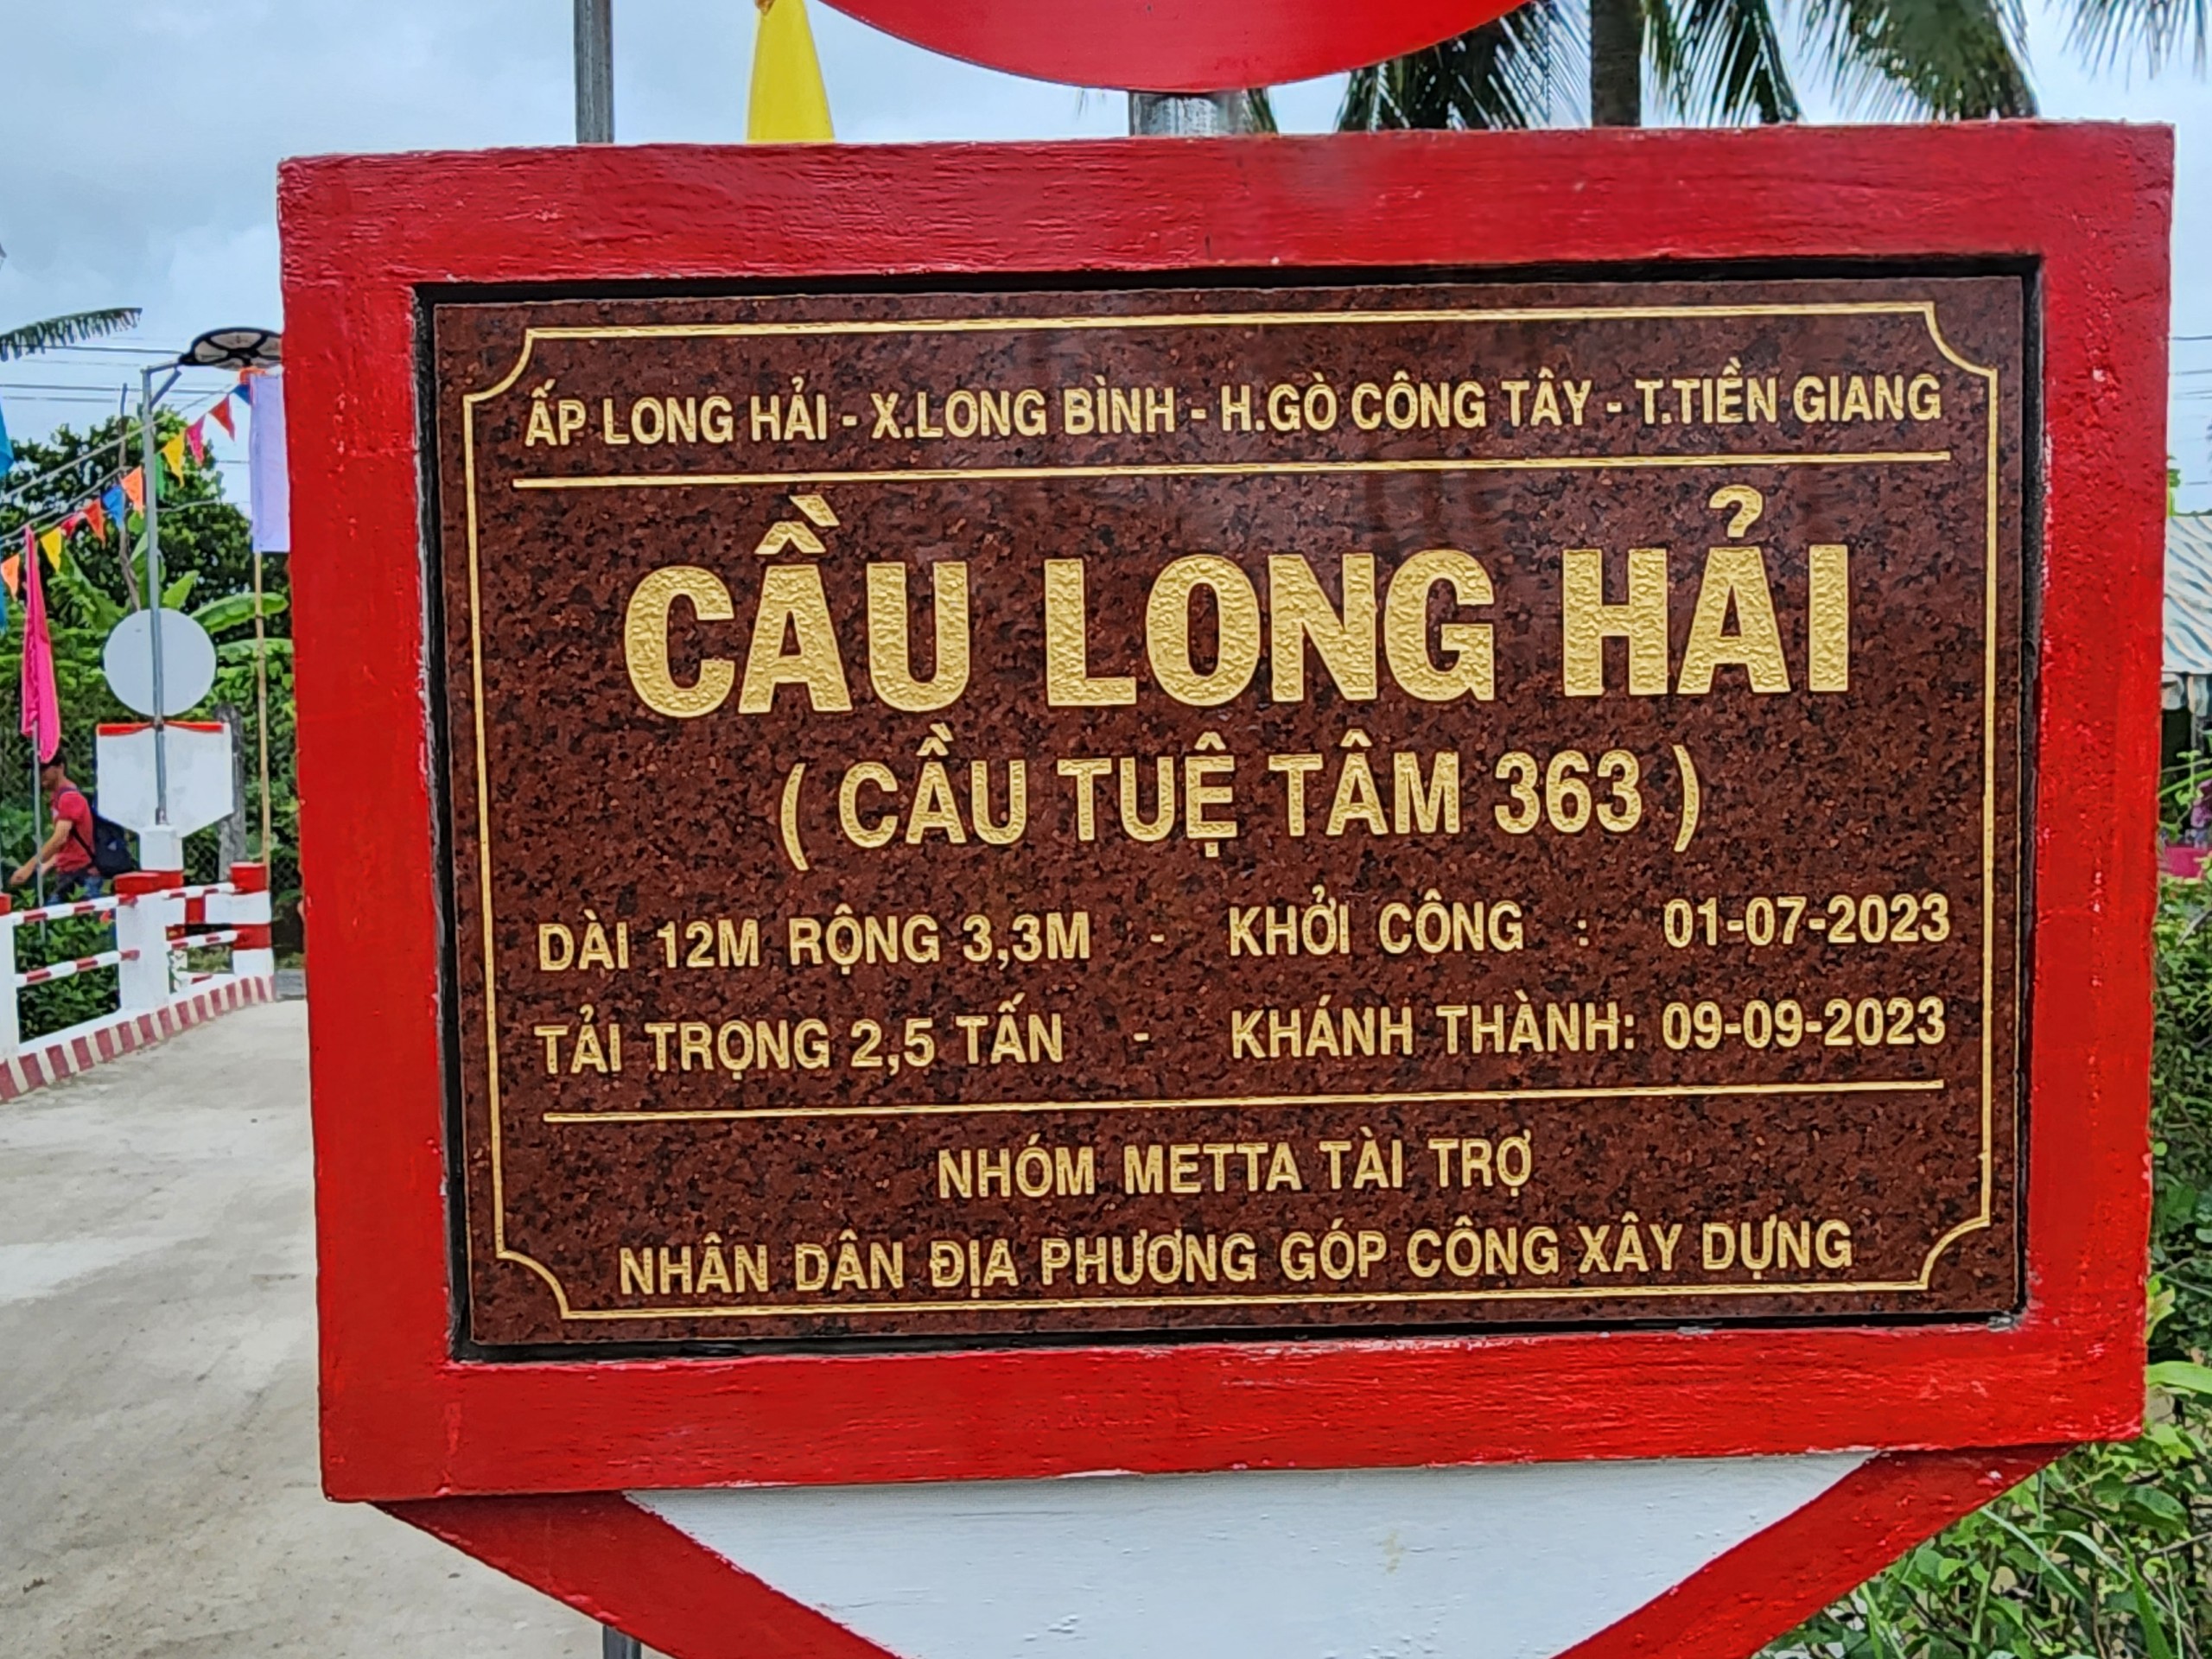 ẤP LONG HẢI - X.LONG BÌNH - H.GÒ CÔNG TÂY - T.TIỀN GIANG
CẦU LONG HẢI
( CẦU TUỆ TÂM 363 )
DÀI 12M RỘNG 3,3M - KHỞI CÔNG : 01-07-2023
TẢI TRỌNG 2,5 TẤN - KHÁNH THÀNH: 09-09-2023
NHÓM METTA TÀI TRỢ
NHÂN DÂN ĐỊA PHƯƠNG GÓP CÔNG XÂY DỰNG